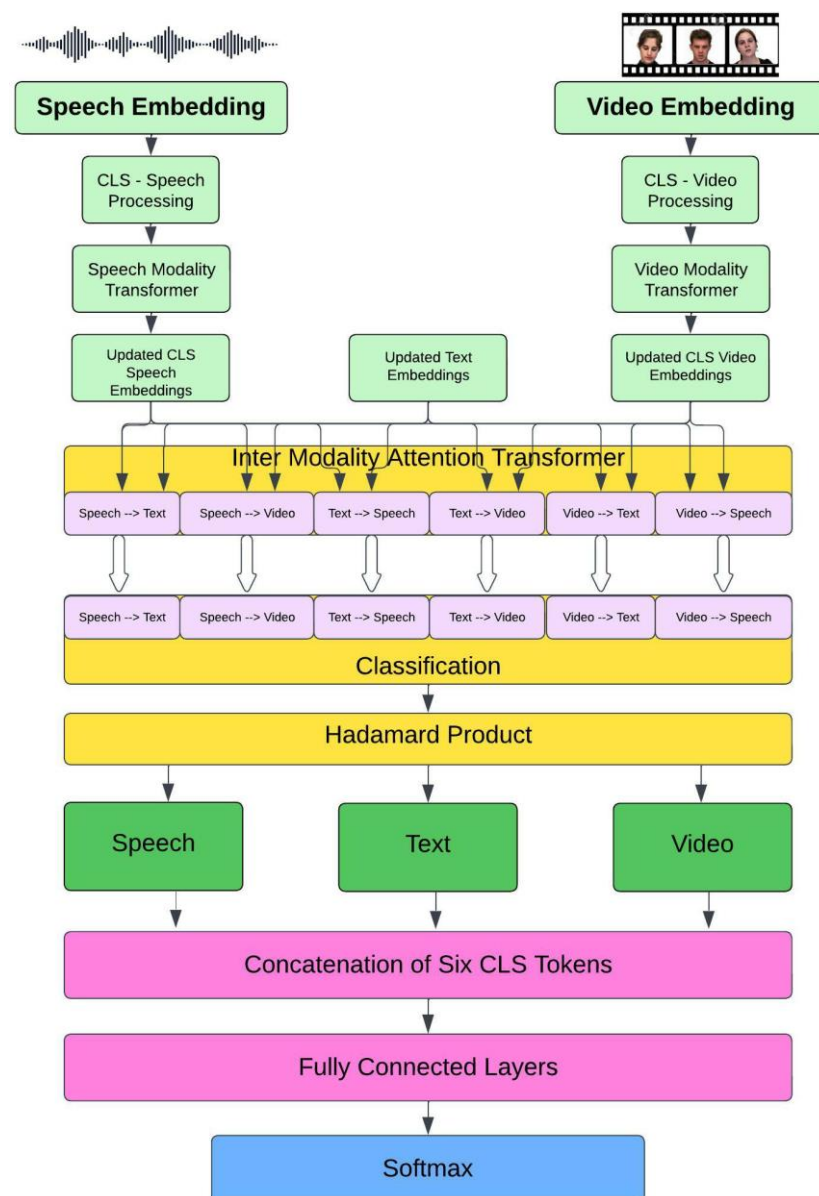 Speech Embedding
Video Embedding
CLS - Speech
Processing
CLS - Video
Processing
Speech Modality
Transformer
Video Modality
Transformer
Updated CLS
Speech
Embeddings
Updated Text
Embeddings
Updated CLS Video
Embeddings
Inter Modality Attention Transformer
Speech --> Text
Speech --> Video
Text --> Speech
Text --> Video
Video --> Text
Video --> Speech
Speech --> Text
Speech --> Video
Text --> Speech
Text --> Video
Video --> Text
Video --> Speech
Classification
Hadamard Product
Speech
Text
Video
Concatenation of Six CLS Tokens
Fully Connected Layers
Softmax